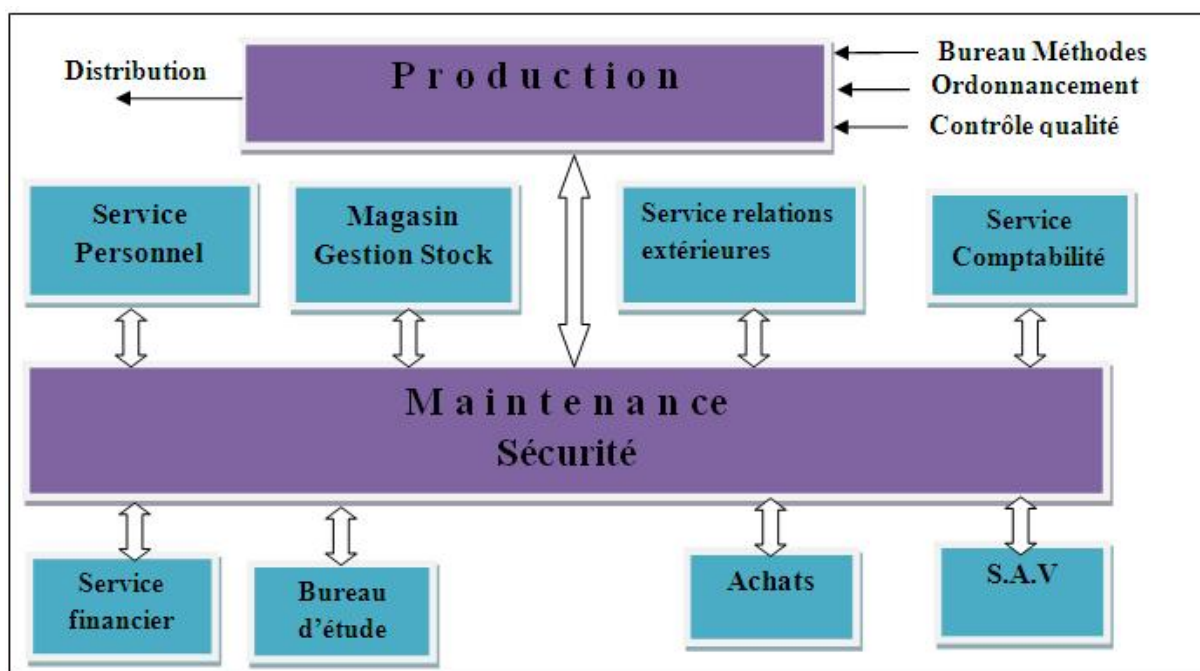 Distribution
P r o d u c t i o n
Bureau Méthodes
Ordonnancement
Contrôle qualité
Service
Personnel
Magasin
Gestion Stock
Service relations
extérieures
Service
Comptabilité
M a i n t e n a n c e
Sécurité
Service
financier
Bureau
d’étude
Achats
S.A.V